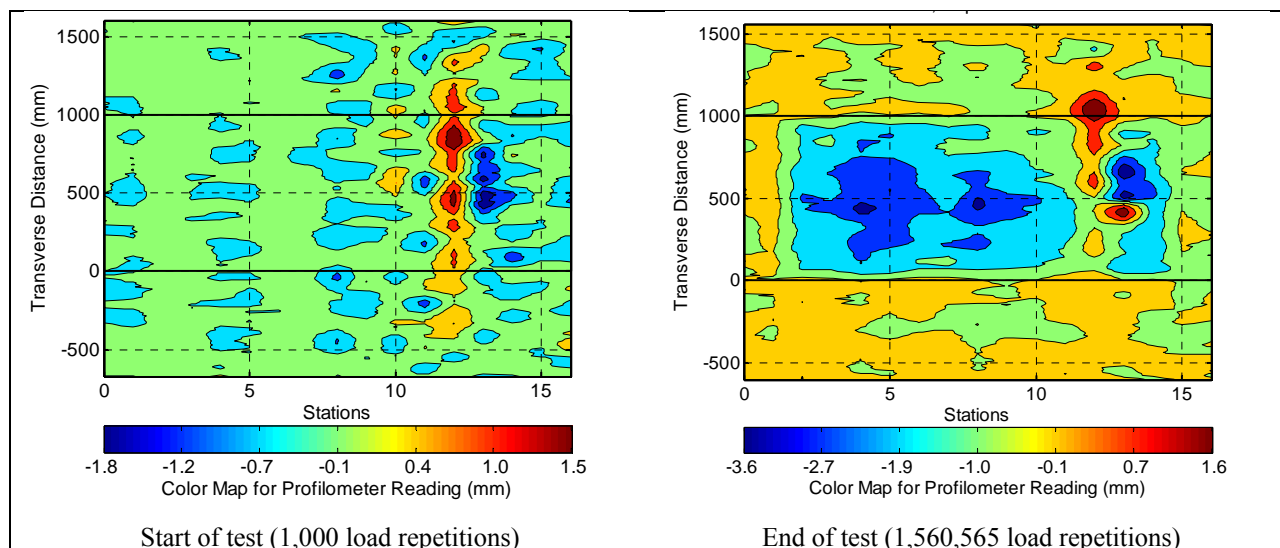 1500
1000
500
0
-500
Transverse Distance (mm)
0 5 10 15
Stations
-1.8 -1.2 -0.7 -0.1 0.4 1.0 1.5
Color Map for Profilometer Reading (mm)
Start of test (1,000 load repetitions)
1500
1000
500
0
-500
Transverse Distance (mm)
0 5 10 15
Stations
-3.6 -2.7 -1.9 -1.0 -0.1 0.7 1.6
Color Map for Profilometer Reading (mm)
End of test (1,560,565 load repetitions)